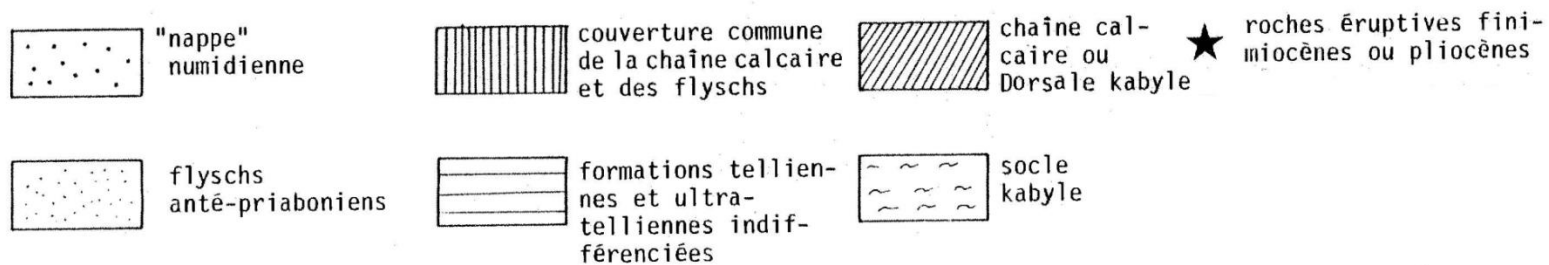 "nappe"
numidienne
couverture commune
de la chaîne calcaire
et des flyschs
chaîne cal-
caire ou
Dorsale kabyle
roches éruptives fini-
miocènes ou pliocènes
flyschs
anté-priaboniens
formations tellien-
nes et ultra-
telliennes indif-
férenciées
socle
kabyle